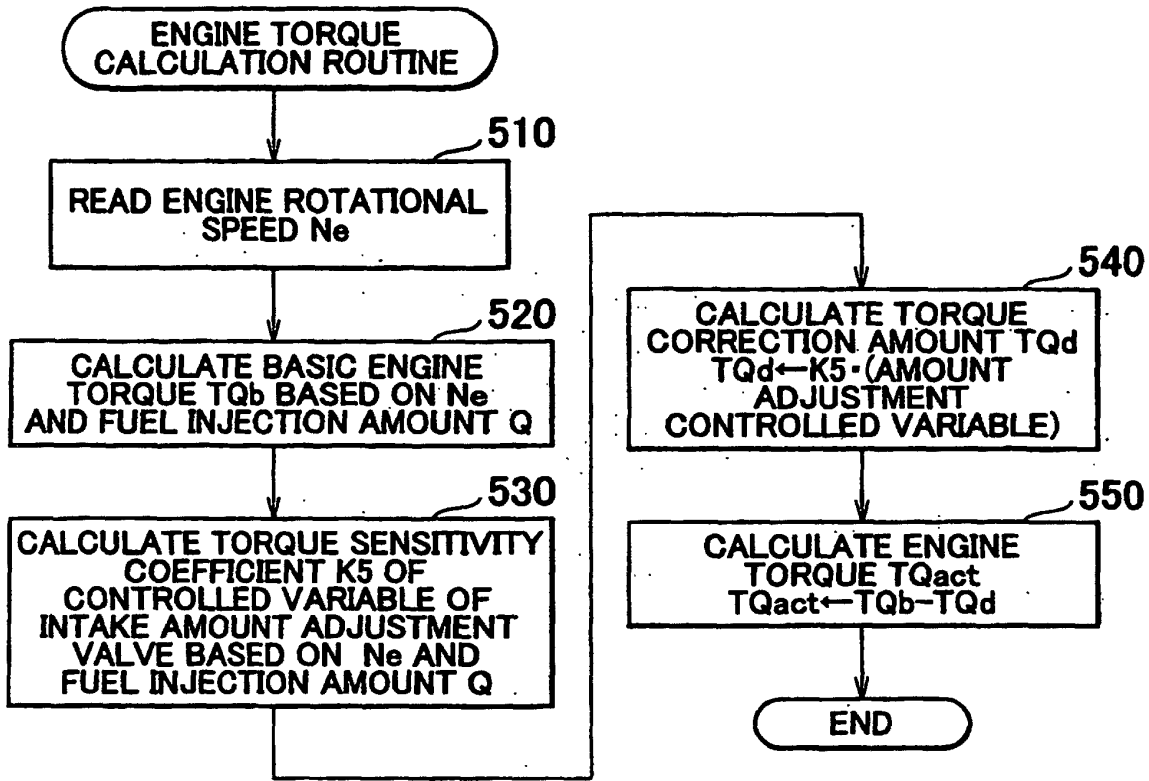 ENGINE TORQUE
CALCULATION ROUTINE
510
READ ENGINE ROTATIONAL
SPEED Ne
520
CALCULATE BASIC ENGINE
TORQUE TQb BASED ON Ne
AND FUEL INJECTION AMOUNT Q
530
CALCULATE TORQUE SENSITIVITY
COEFFICIENT K5 OF
CONTROLLED VARIABLE OF
INTAKE AMOUNT ADJUSTMENT
VALVE BASED ON Ne AND
FUEL INJECTION AMOUNT Q
540
CALCULATE TORQUE
CORRECTION AMOUNT TQd
TQd←K5·(AMOUNT
ADJUSTMENT
CONTROLLED VARIABLE)
550
CALCULATE ENGINE
TORQUE TQact
TQact←TQb-TQd
END